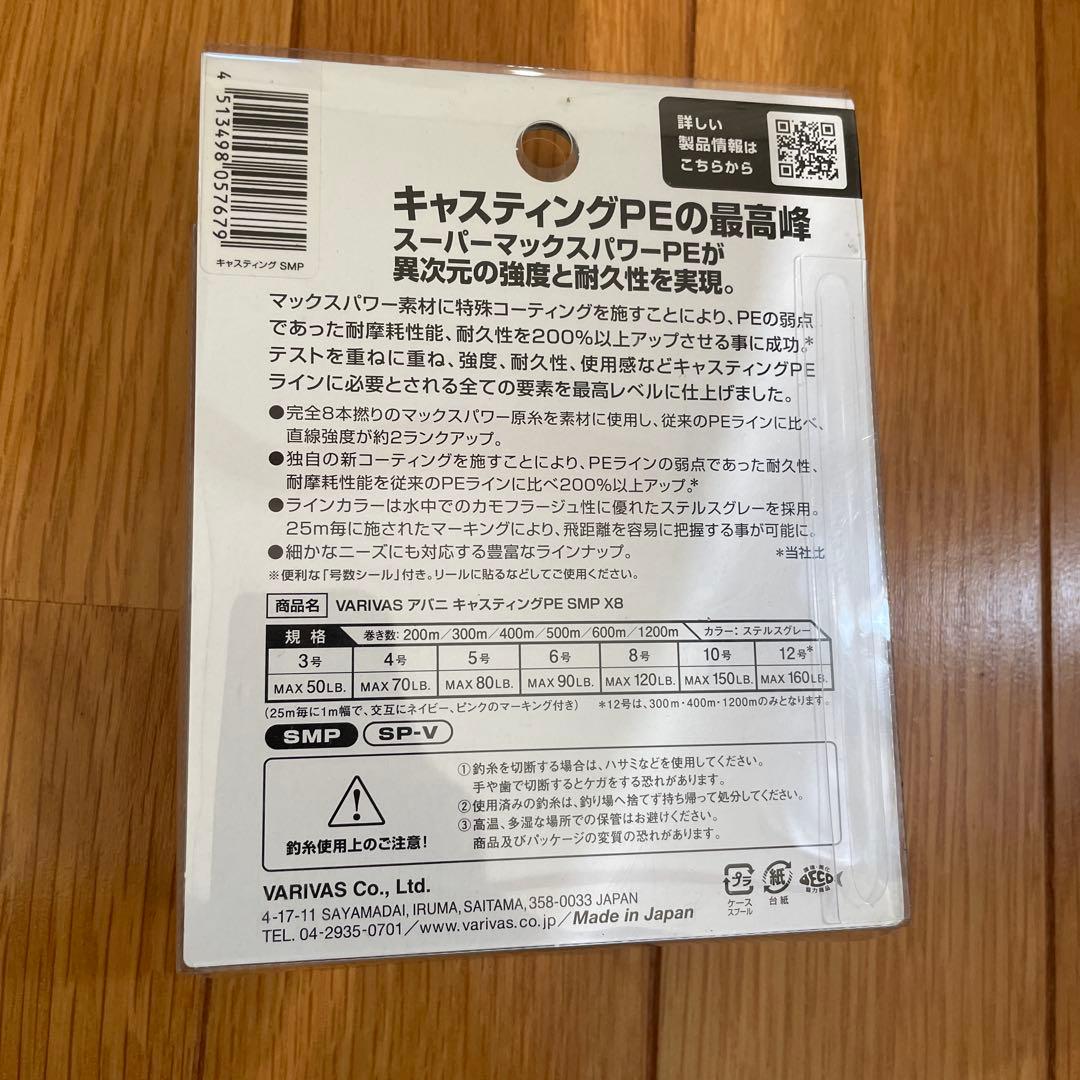 4 513498 057679
キャスティング SMP
詳しい
製品情報は
こちらから
キャスティングPEの最高峰
スーパーマックスパワーPEが
異次元の強度と耐久性を実現。
マックスパワー素材に特殊コーティングを施すことにより、PEの弱点
であった耐摩耗性能、耐久性を200%以上アップさせる事に成功。*
テストを重ねに重ね、強度、耐久性、使用感などキャスティングPE
ラインに必要とされる全ての要素を最高レベルに仕上げました。
●完全8本撚りのマックスパワー原糸を素材に使用し、従来のPEラインに比べ、
直線強度が約2ランクアップ。
●独自の新コーティングを施すことにより、PEラインの弱点であった耐久性、
耐摩耗性能を従来のPEラインに比べ200%以上アップ。*
●ラインカラーは水中でのカモフラージュ性に優れたステルスグレーを採用。
25m毎に施されたマーキングにより、飛距離を容易に把握する事が可能に。
●細かなニーズにも対応する豊富なラインナップ。 *当社比
※便利な「号数シール」付き。リールに貼るなどしてご使用ください。
商品名 VARIVAS アバニ キャスティングPE SMP X8
規格 巻き数: 200m/300m/400m/500m/600m/1200m カラー: ステルスグレー
3号 4号 5号 6号 8号 10号 12号*
MAX 50LB. MAX 70LB. MAX 80LB. MAX 90LB. MAX 120LB. MAX 150LB. MAX 160LB.
(25m毎に1m幅で、交互にネイビー、ピンクのマーキング付き) *12号は、300m・400m・1200mのみとなります。
SMP SP-V
①釣糸を切断する場合は、ハサミなどを使用してください。
手や歯で切断するとケガをする恐れがあります。
②使用済みの釣糸は、釣り場へ捨てず持ち帰って処分してください。
③高温、多湿な場所での保管はお避けください。
商品及びパッケージの変質の恐れがあります。
釣糸使用上のご注意!
VARIVAS Co., Ltd.
4-17-11 SAYAMADAI, IRUMA, SAITAMA, 358-0033 JAPAN
TEL. 04-2935-0701/www.varivas.co.jp/Made in Japan
プラ
ケース
スプール
紙
台紙
ECO